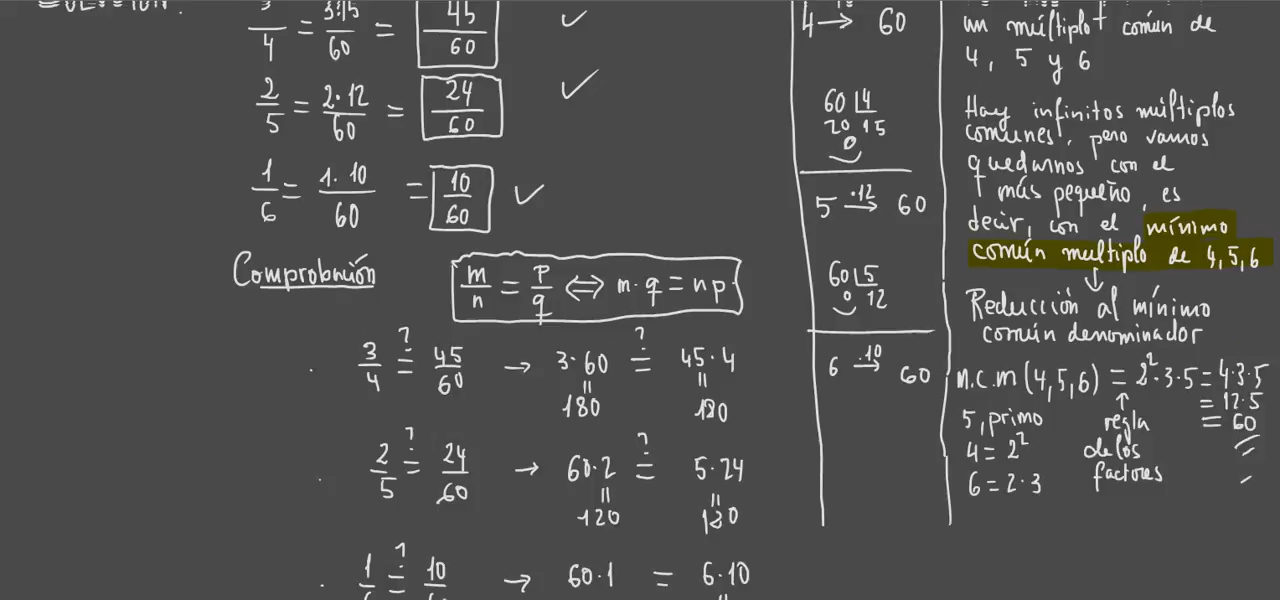 3/4 = 3·15/60 = 45/60 ✓
2/5 = 2·12/60 = 24/60 ✓
1/6 = 1·10/60 = 10/60 ✓
Comprobación
m/n = p/q ⟺ m·q = np
· 3/4 ≟ 45/60 → 3·60 ≟ 45·4
180 180
· 2/5 ≟ 24/60 → 60·2 ≟ 5·24
120 120
· 1/6 ≟ 10/60 → 60·1 = 6·10
4 → 60
60 | 4
20 15
0
5 ·12→ 60
60 | 5
0 12
6 ·10→ 60
un múltiplo común de
4, 5 y 6
Hay infinitos múltiplos
comunes, pero vamos
quedarnos con el
más pequeño, es
decir, con el mínimo
común multiplo de 4,5,6
↓
Reducción al mínimo
común denominador
m.c.m (4,5,6) = 2²·3·5 = 4·3·5
= 12·5
= 60
↑
regla
de los
factores
5, primo
4 = 2²
6 = 2·3